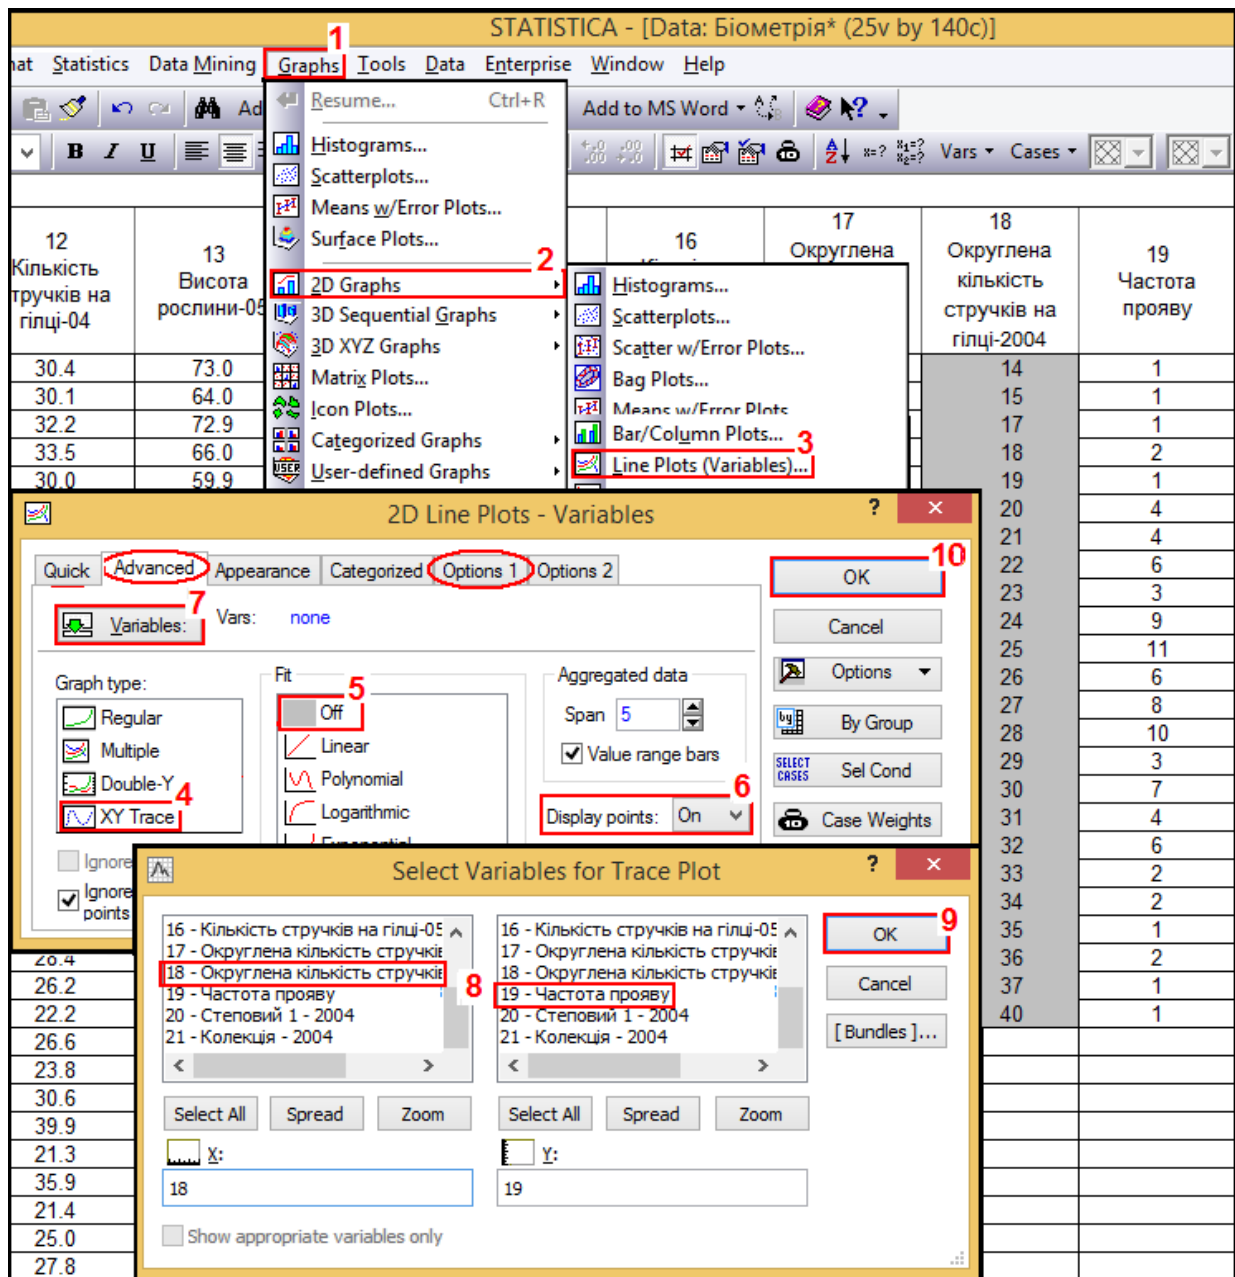 STATISTICA - [Data: Біометрія* (25v by 140c)]
1
nat Statistics Data Mining Graphs Tools Data Enterprise Window Help
Resume... Ctrl+R
Ad
Add to MS Word
B I U
Vars Cases
Histograms...
Scatterplots...
Means w/Error Plots...
Surface Plots...
2
2D Graphs
3D Sequential Graphs
3D XYZ Graphs
Matrix Plots...
Icon Plots...
Categorized Graphs
User-defined Graphs
Histograms...
Scatterplots...
Scatter w/Error Plots...
Bag Plots...
Means w/Error Plots
Bar/Column Plots...
3
Line Plots (Variables)...
12
Кількість
тручків на
гілці-04
13
Висота
рослини-05
16
17
Округлена
18
Округлена
кількість
стручків на
гілці-2004
19
Частота
прояву
30.4 73.0 14 1
30.1 64.0 15 1
32.2 72.9 17 1
33.5 66.0 18 2
30.0 59.9 19 1
20 4
21 4
22 6
23 3
24 9
25 11
26 6
27 8
28 10
29 3
30 7
31 4
32 6
33 2
34 2
35 1
36 2
37 1
40 1
2D Line Plots - Variables
? ×
Quick Advanced Appearance Categorized Options 1 Options 2
7
Variables: Vars: none
Graph type:
Regular
Multiple
Double-Y
4
XY Trace
Fit
5
Off
Linear
Polynomial
Logarithmic
Exponential
Aggregated data
Span 5
Value range bars
6
Display points: On
10
OK
Cancel
Options
By Group
SELECT CASES Sel Cond
Case Weights
Ignore
Ignore
points
Select Variables for Trace Plot
? ×
16 - Кількість стручків на гілці-05
17 - Округлена кількість стручків
18 - Округлена кількість стручків
19 - Частота прояву
20 - Степовий 1 - 2004
21 - Колекція - 2004
8
16 - Кількість стручків на гілці-05
17 - Округлена кількість стручків
18 - Округлена кількість стручків
19 - Частота прояву
20 - Степовий 1 - 2004
21 - Колекція - 2004
9
OK
Cancel
[ Bundles ]...
Select All Spread Zoom
Select All Spread Zoom
X:
18
Y:
19
Show appropriate variables only
28.4
26.2
22.2
26.6
23.8
30.6
39.9
21.3
35.9
21.4
25.0
27.8